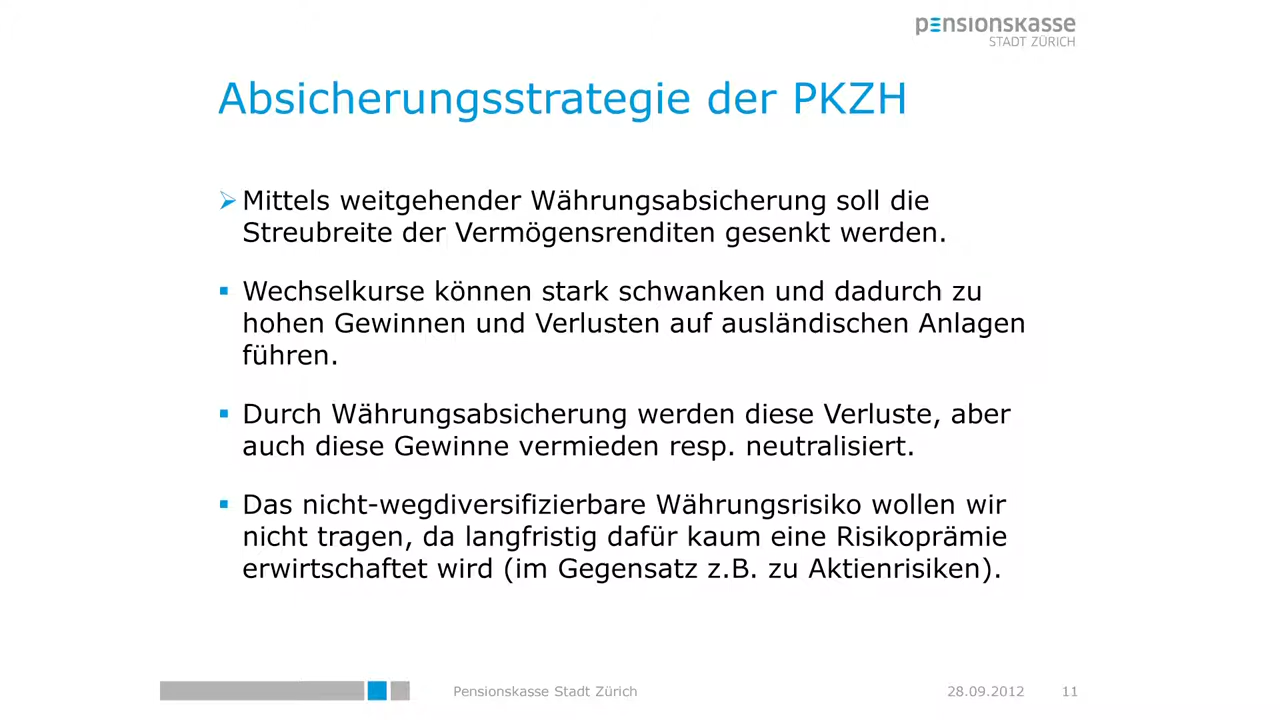 pensionskasse
STADT ZÜRICH
Absicherungsstrategie der PKZH
Mittels weitgehender Währungsabsicherung soll die
Streubreite der Vermögensrenditen gesenkt werden.
Wechselkurse können stark schwanken und dadurch zu
hohen Gewinnen und Verlusten auf ausländischen Anlagen
führen.
Durch Währungsabsicherung werden diese Verluste, aber
auch diese Gewinne vermieden resp. neutralisiert.
Das nicht-wegdiversifizierbare Währungsrisiko wollen wir
nicht tragen, da langfristig dafür kaum eine Risikoprämie
erwirtschaftet wird (im Gegensatz z.B. zu Aktienrisiken).
Pensionskasse Stadt Zürich 28.09.2012 11